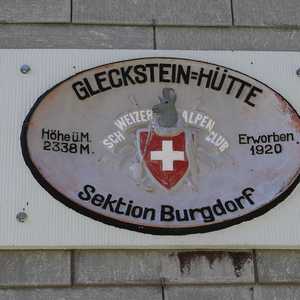 GLECKSTEIN=HÜTTE
SCHWEIZER ALPEN CLUB
Höhe ü.M.
2338 M.
Erworben
1920
Sektion Burgdorf